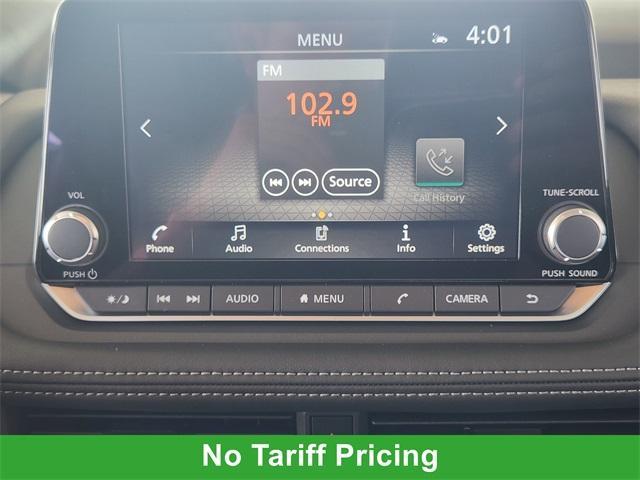 MENU
4:01
FM
102.9
FM
Source
Call History
VOL
TUNE-SCROLL
Phone
Audio
Connections
Info
Settings
PUSH
PUSH SOUND
AUDIO
MENU
CAMERA
No Tariff Pricing